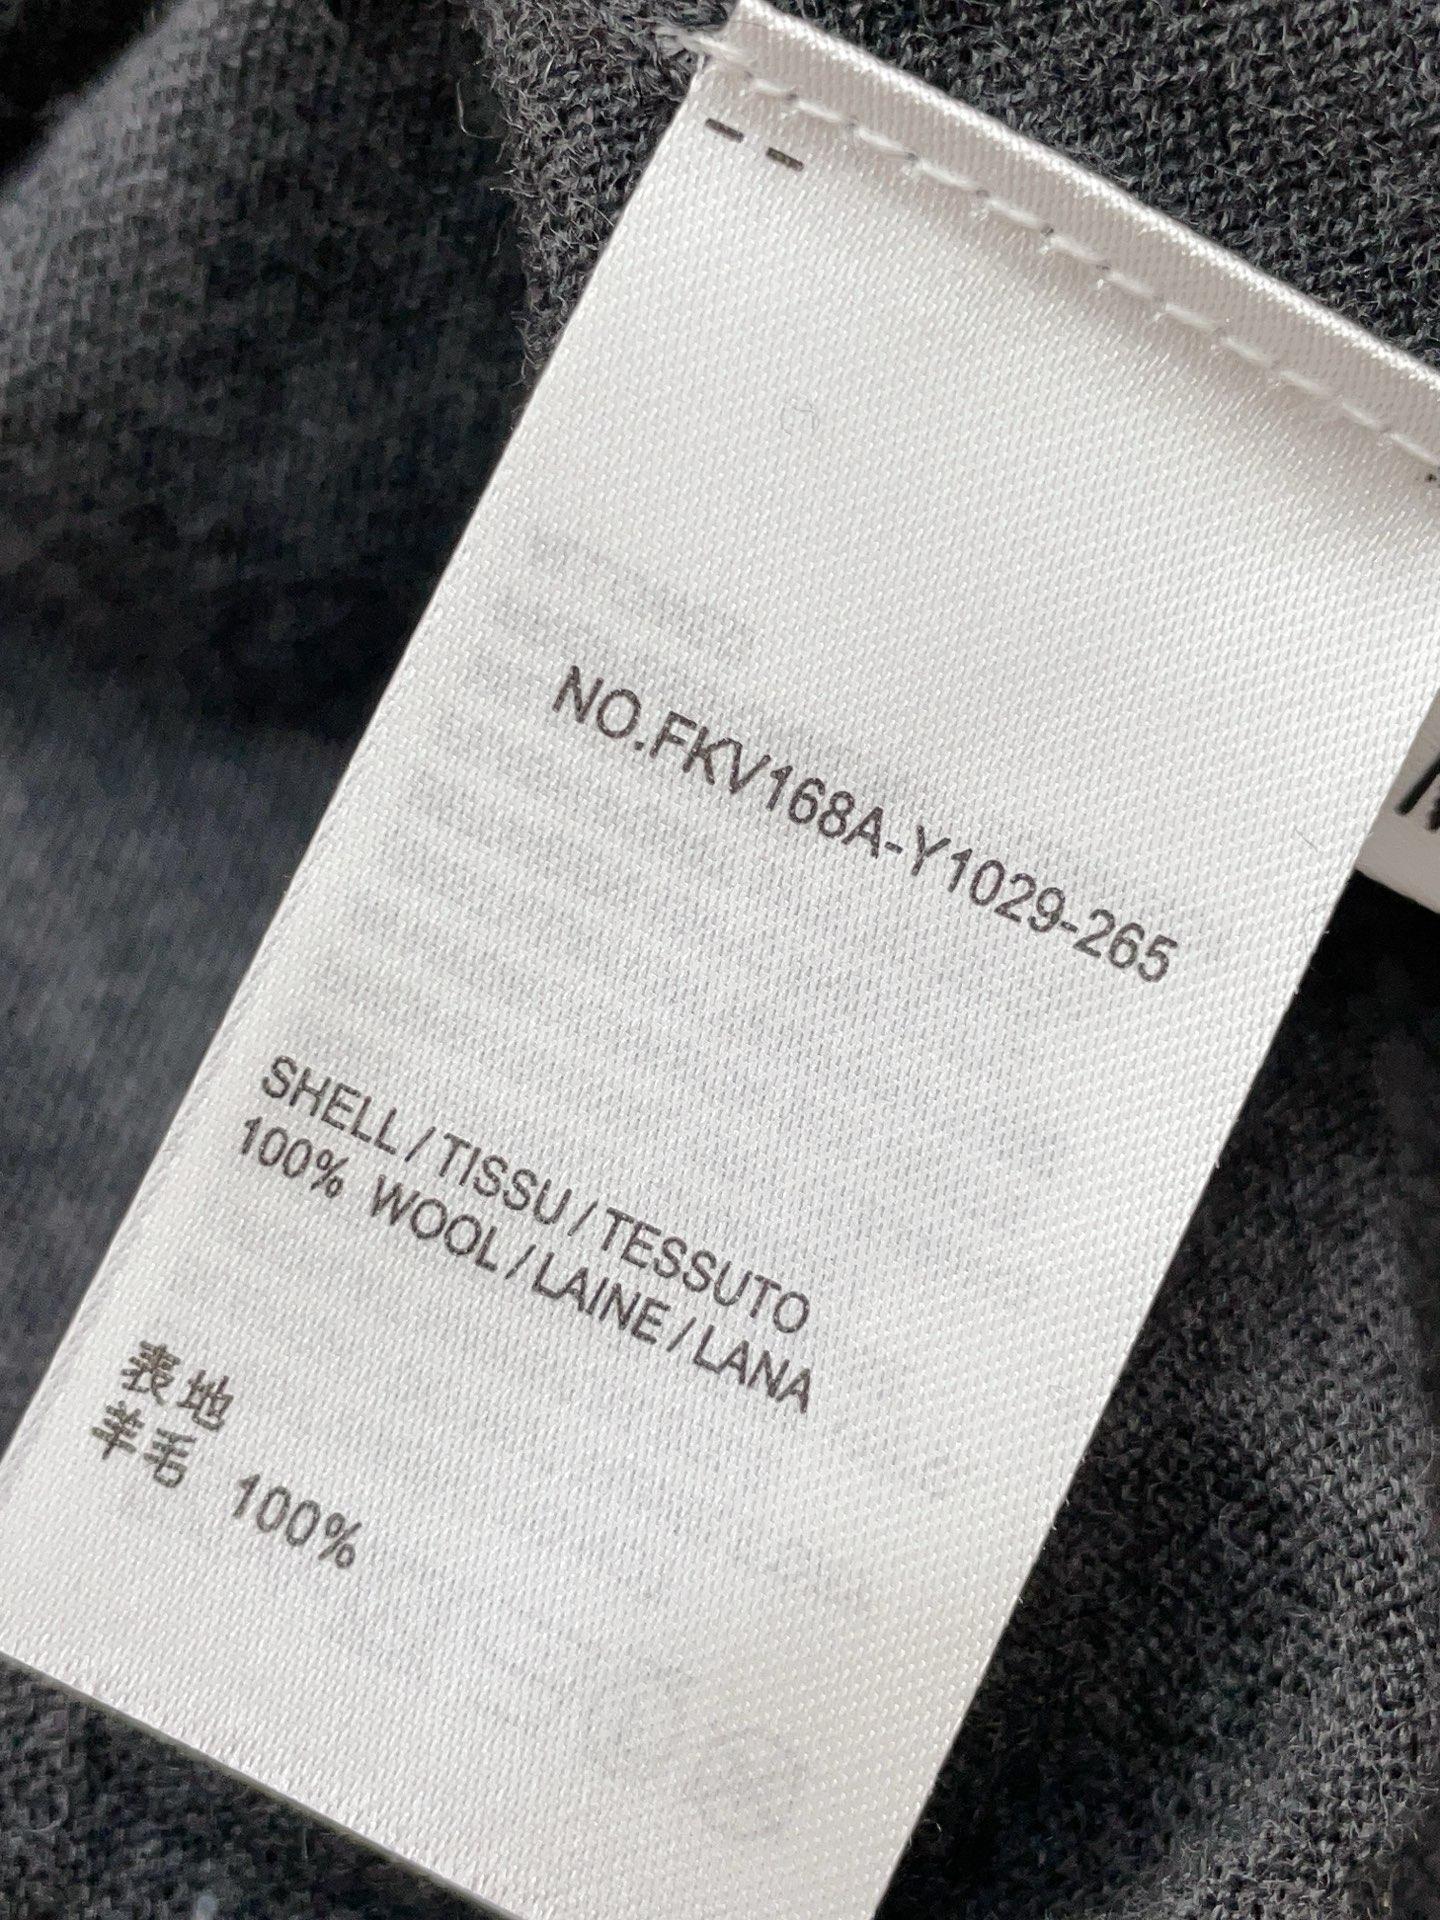 NO.FKV168A-Y1029-265
SHELL / TISSU / TESSUTO
100% WOOL / LAINE / LANA
表地
羊毛 100%